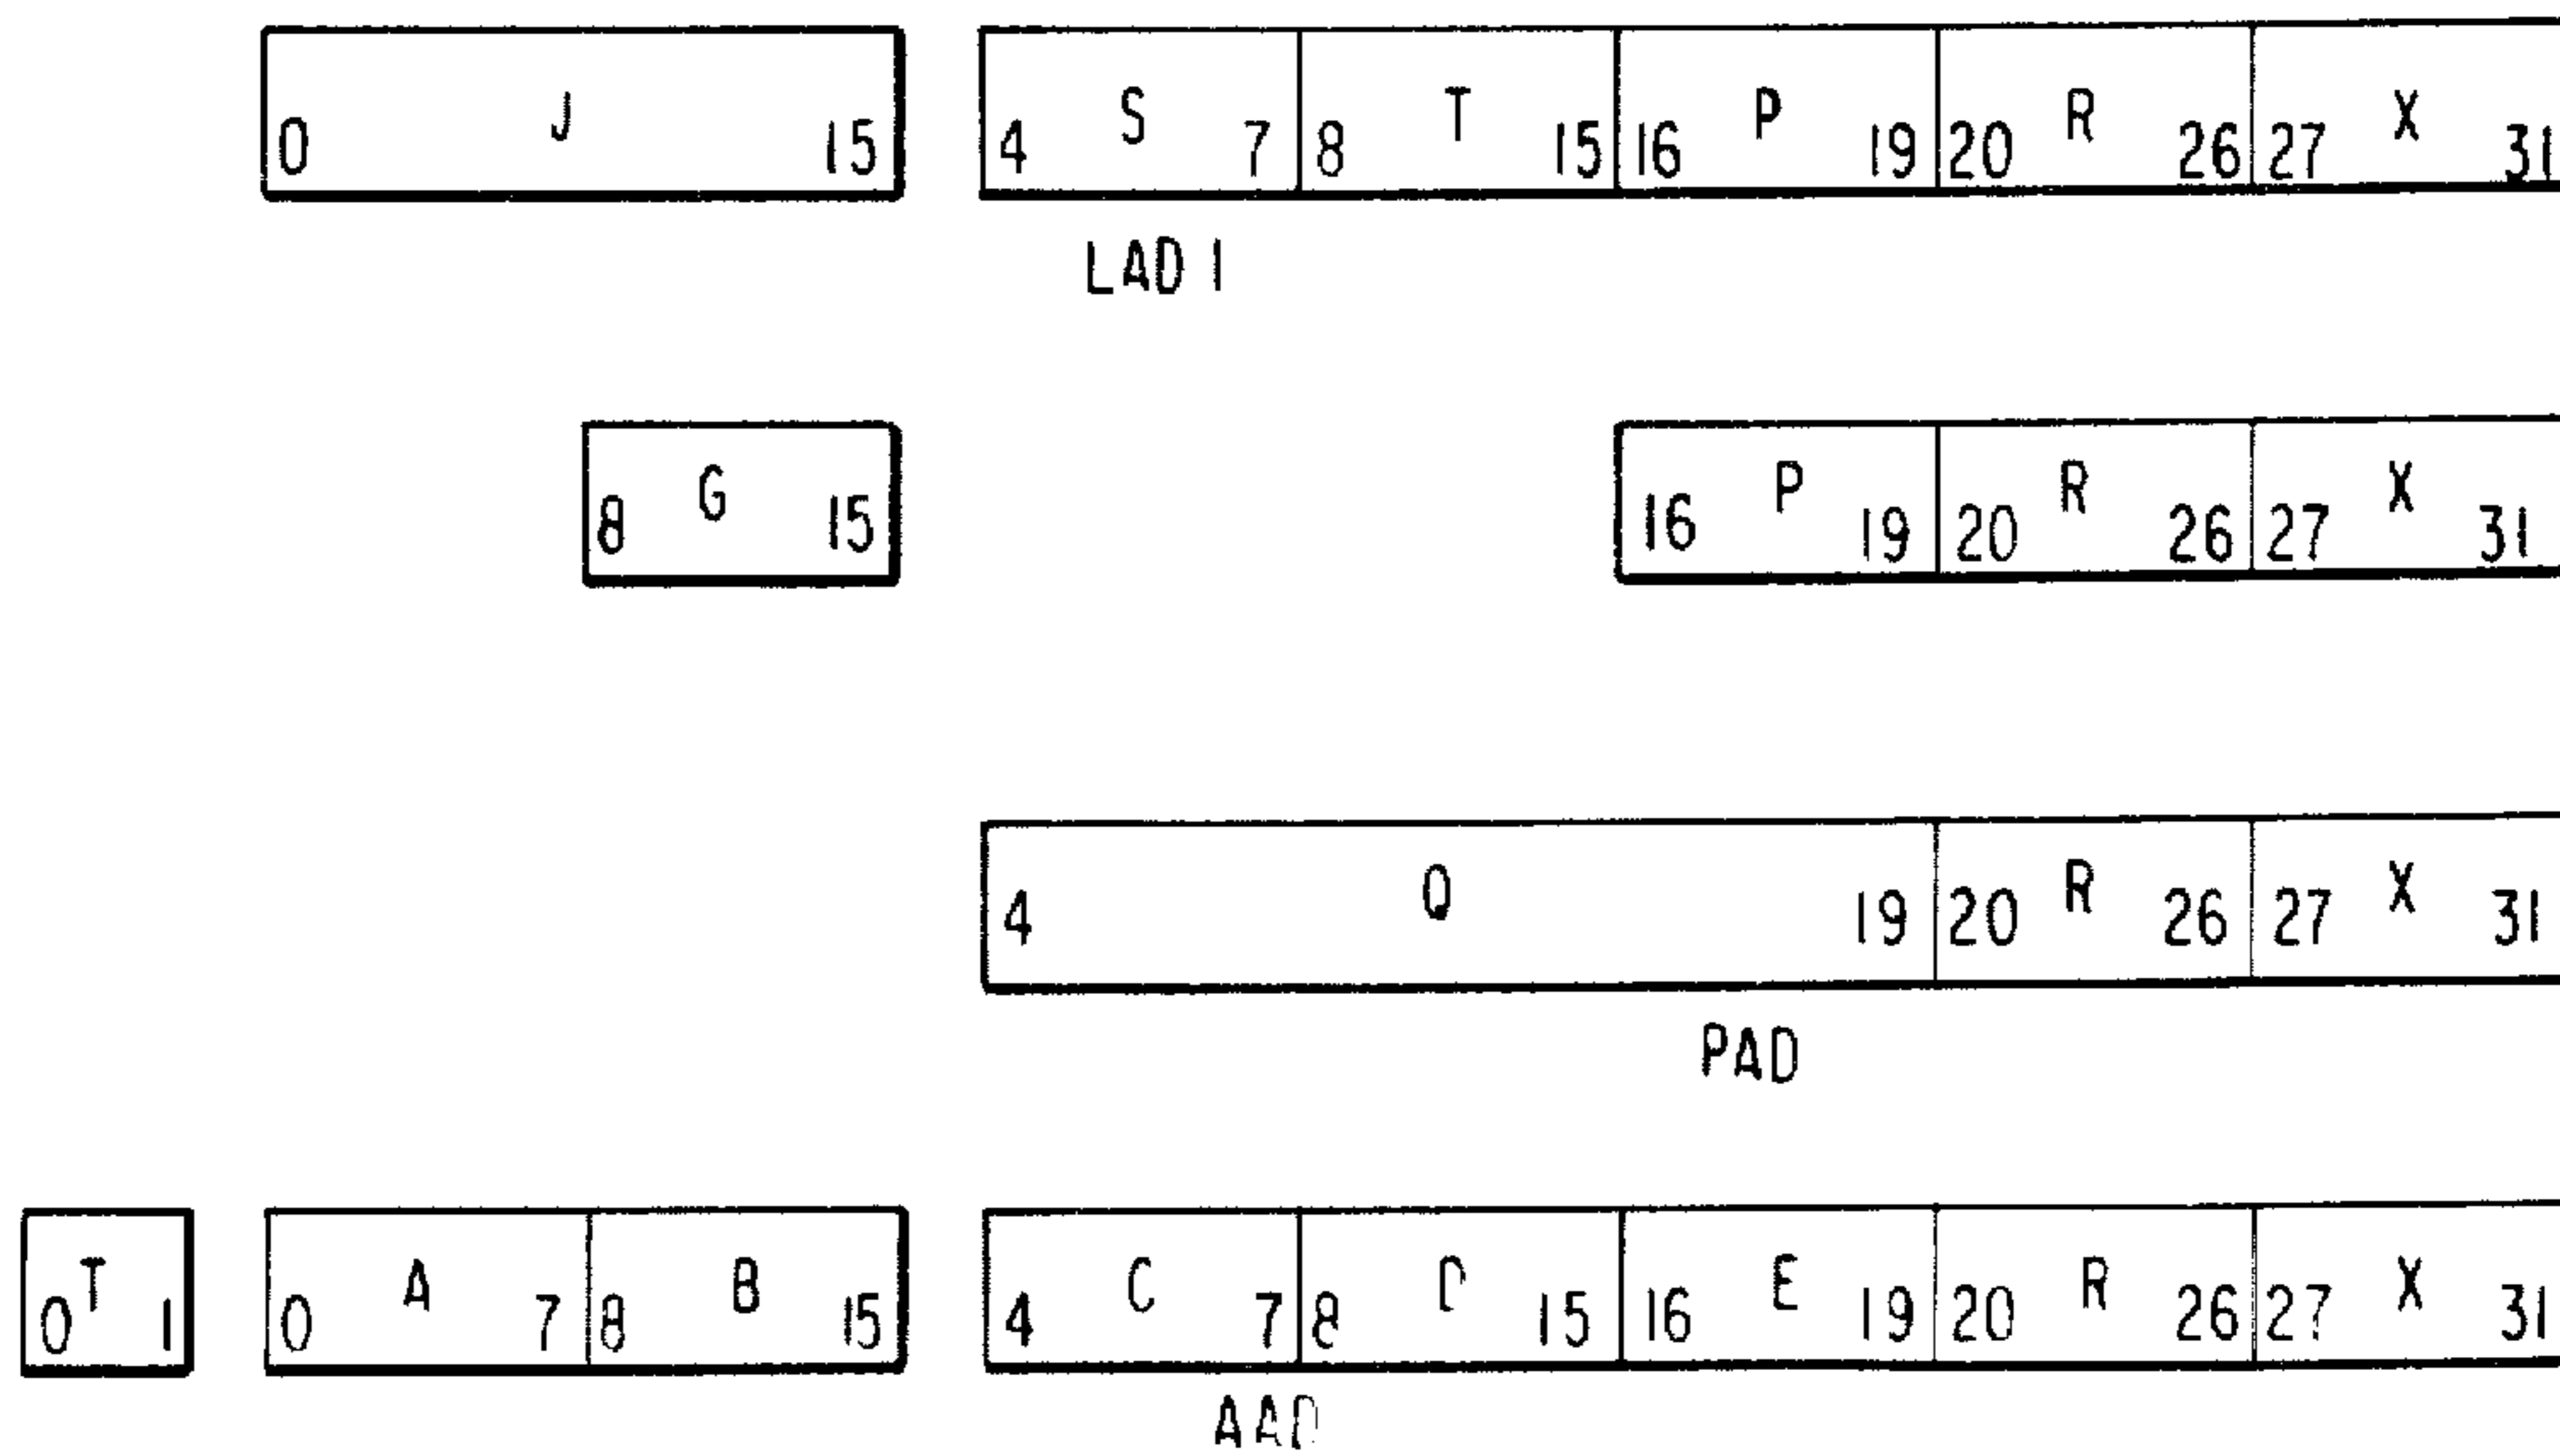 0 J 15 4 S 7 8 T 15 16 P 19 20 R 26 27 X 31
LAD 1
8 G 15 16 P 19 20 R 26 27 X 31
4 Q 19 20 R 26 27 X 31
PAD
0 T 1 0 A 7 8 B 15 4 C 7 8 D 15 16 E 19 20 R 26 27 X 31
AAD